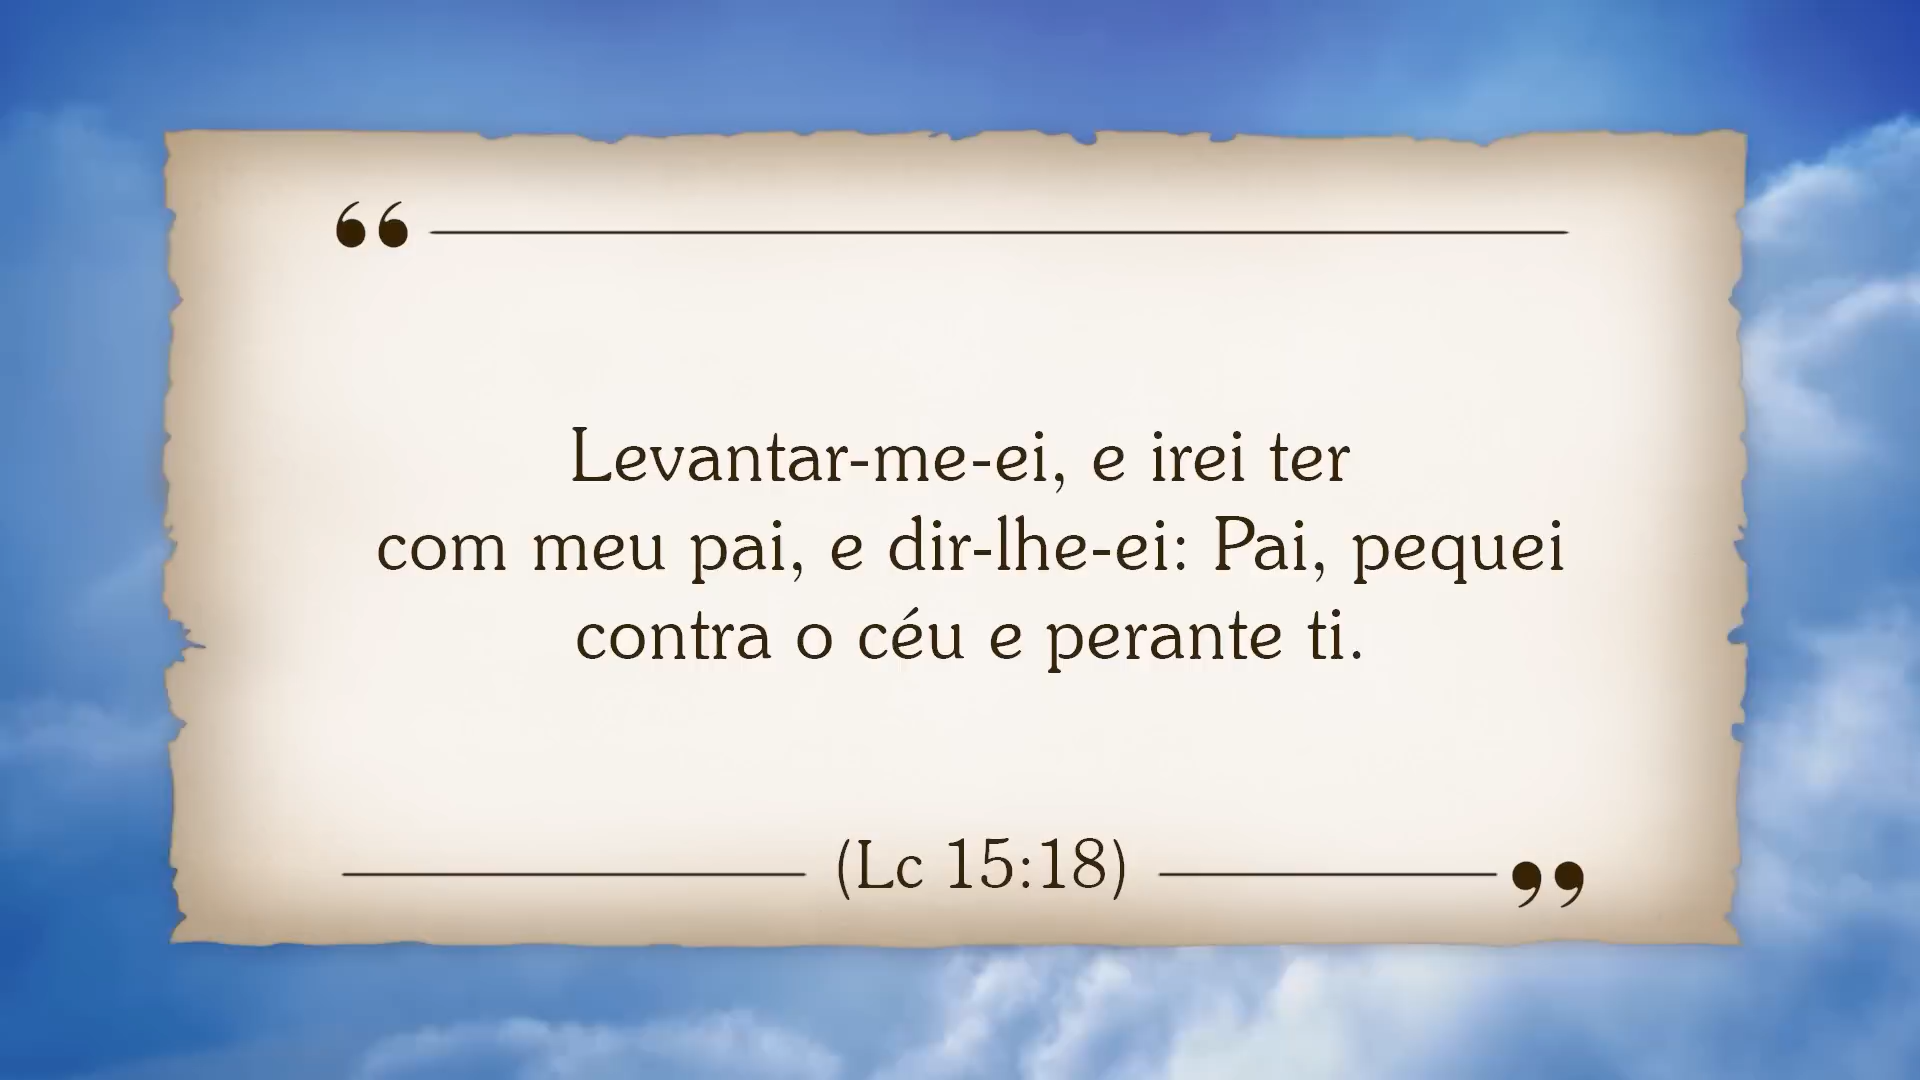 “
Levantar-me-ei, e irei ter
com meu pai, e dir-lhe-ei: Pai, pequei
contra o céu e perante ti.
(Lc 15:18) ”